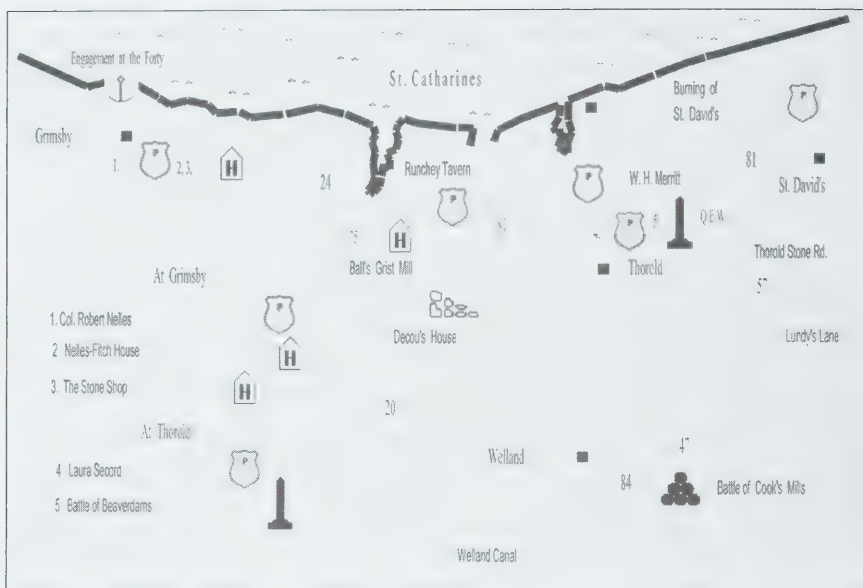 Engagement at the Forty
St. Catharines
Burning of
St. David's
P
Grimsby
1.
P
2,3.
H
24
Runchey Tavern
P
P
W. H. Merritt
81
St. David's
H
P
Q.E.W.
Ball's Grist Mill
Thorold
Thorold Stone Rd.
57
At Grimsby
1. Col. Robert Nelles
P
2 Nelles-Fitch House
H
3. The Stone Shop
H
Decou's House
Lundy's Lane
20
At Thorold
4 Laura Secord
P
5 Battle of Beaverdams
Welland
47
84
Battle of Cook's Mills
Welland Canal